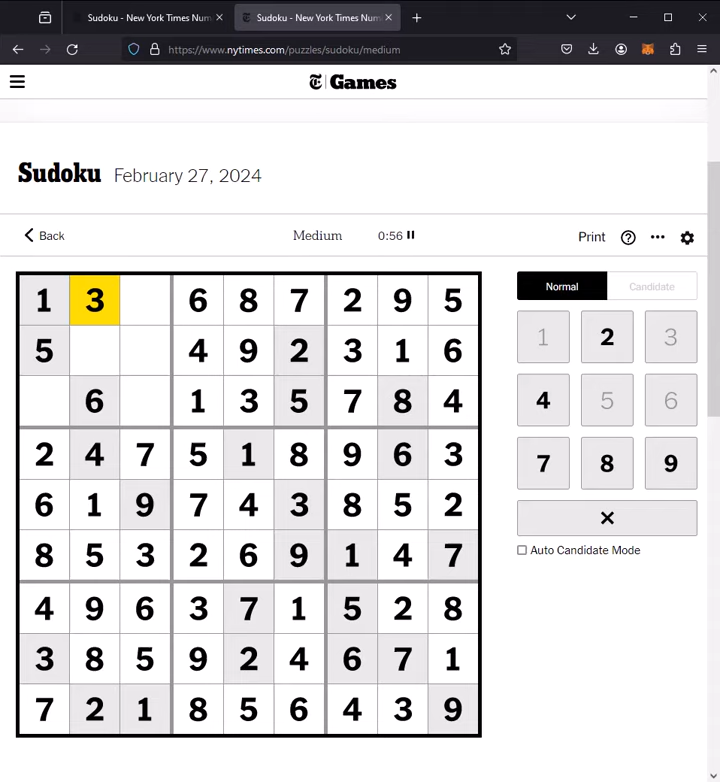 Sudoku - New York Times Num
Sudoku - New York Times Num
https://www.nytimes.com/puzzles/sudoku/medium
Games
Sudoku February 27, 2024
Back Medium 0:56 Print
1 3 6 8 7 2 9 5
5 4 9 2 3 1 6
6 1 3 5 7 8 4
2 4 7 5 1 8 9 6 3
6 1 9 7 4 3 8 5 2
8 5 3 2 6 9 1 4 7
4 9 6 3 7 1 5 2 8
3 8 5 9 2 4 6 7 1
7 2 1 8 5 6 4 3 9
Normal Candidate
1 2 3
4 5 6
7 8 9
Auto Candidate Mode